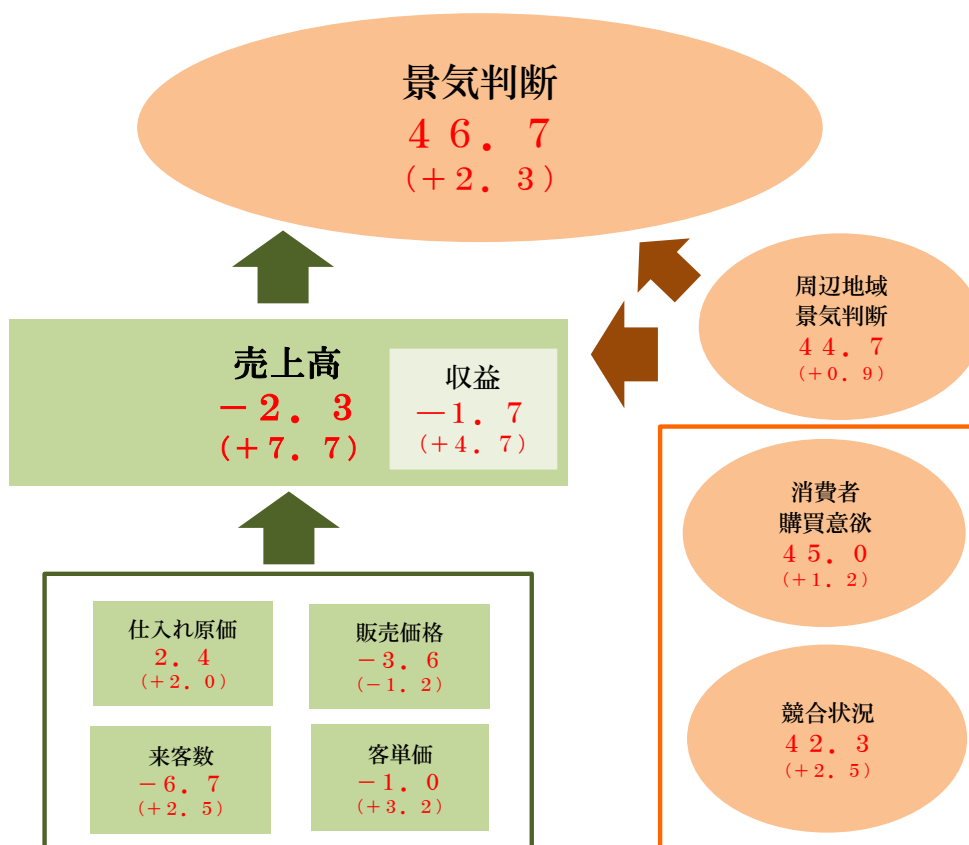 景気判断
４６．７
（＋２．３）
周辺地域
景気判断
４４．７
（＋０．９）
売上高
−２．３
（＋７．７）
収益
―１．７
（＋４．７）
消費者
購買意欲
４５．０
（＋１．２）
仕入れ原価
２．４
（＋２．０）
販売価格
−３．６
（−１．２）
来客数
−６．７
（＋２．５）
客単価
−１．０
（＋３．２）
競合状況
４２．３
（＋２．５）